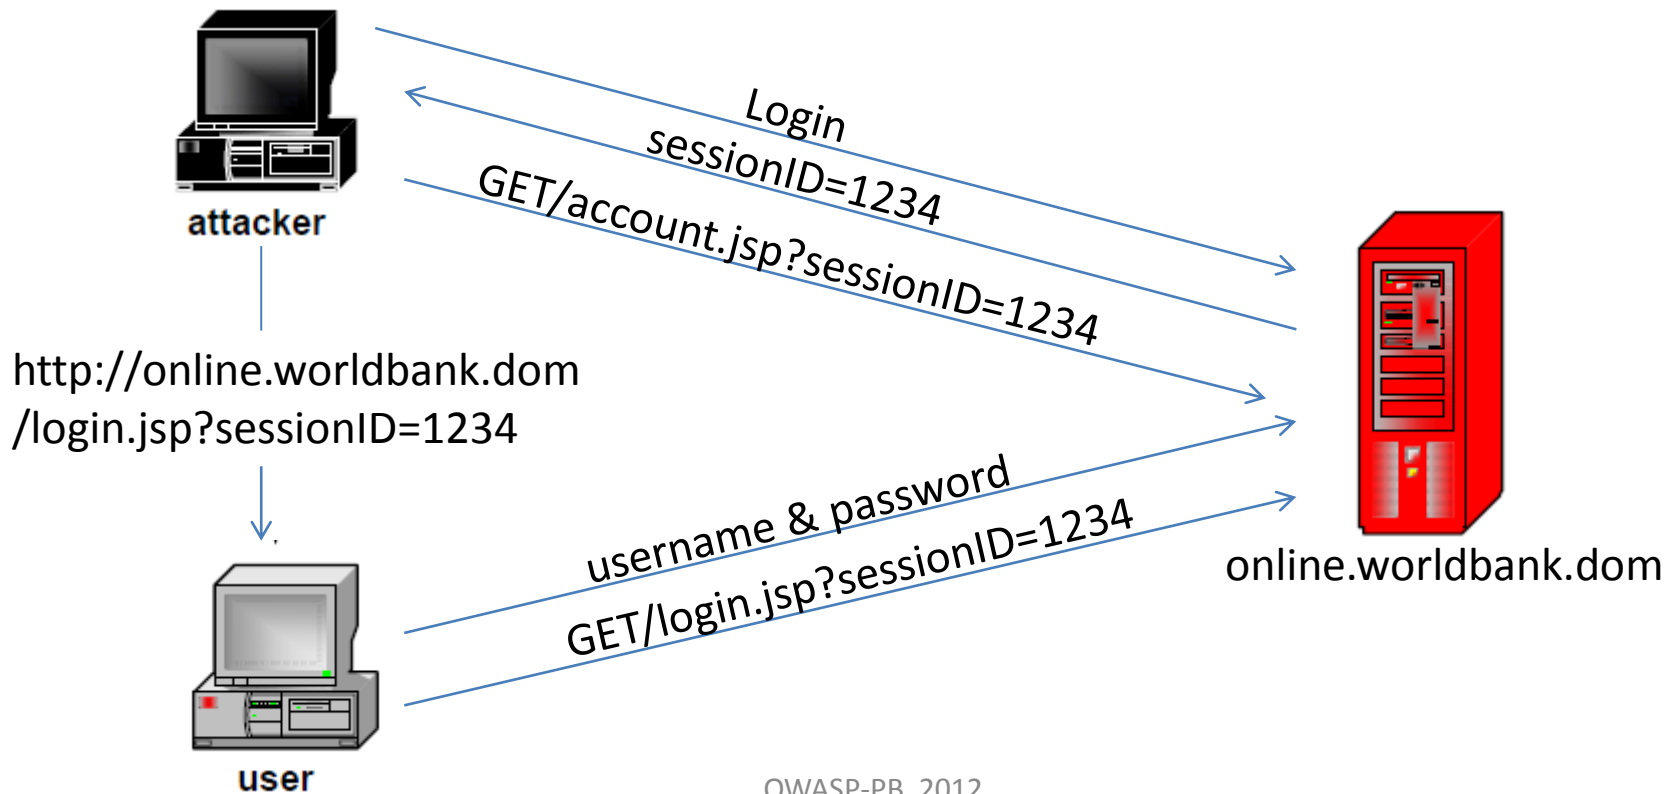 Login
sessionID=1234
GET/account.jsp?sessionID=1234
attacker
http://online.worldbank.dom
/login.jsp?sessionID=1234
username & password
GET/login.jsp?sessionID=1234
online.worldbank.dom
user
OWASP-PB, 2012